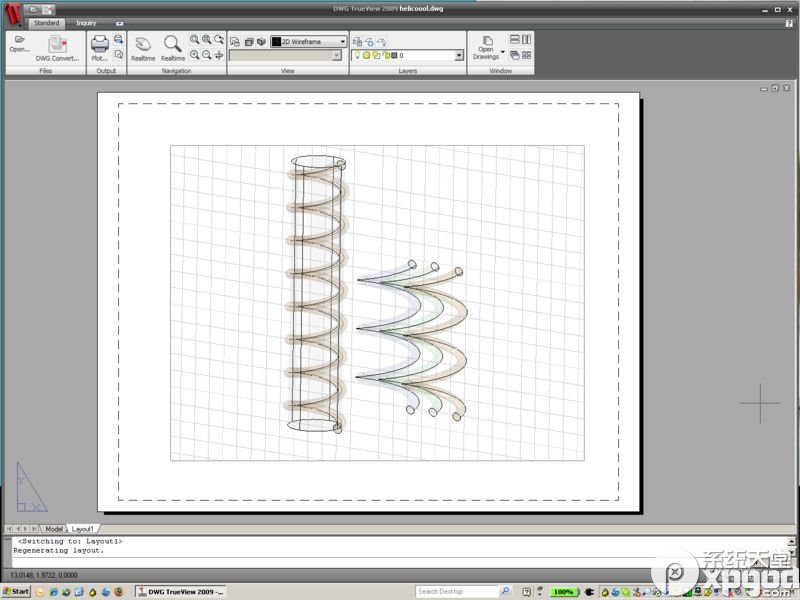 DWG TrueView 2009 helicoool.dwg
Standard Inquiry
Open... DWG Convert... Plot... Realtime Realtime 2D Wireframe 0 Open Drawings
Files Output Navigation View Layers Window
Y
X
Model Layout1
<Switching to: Layout1>
Regenerating layout.
13.0148, 1.9722, 0.0000
系统天堂
xpgod
.COM
Start DWG TrueView 2009 -... Search Desktop 100%